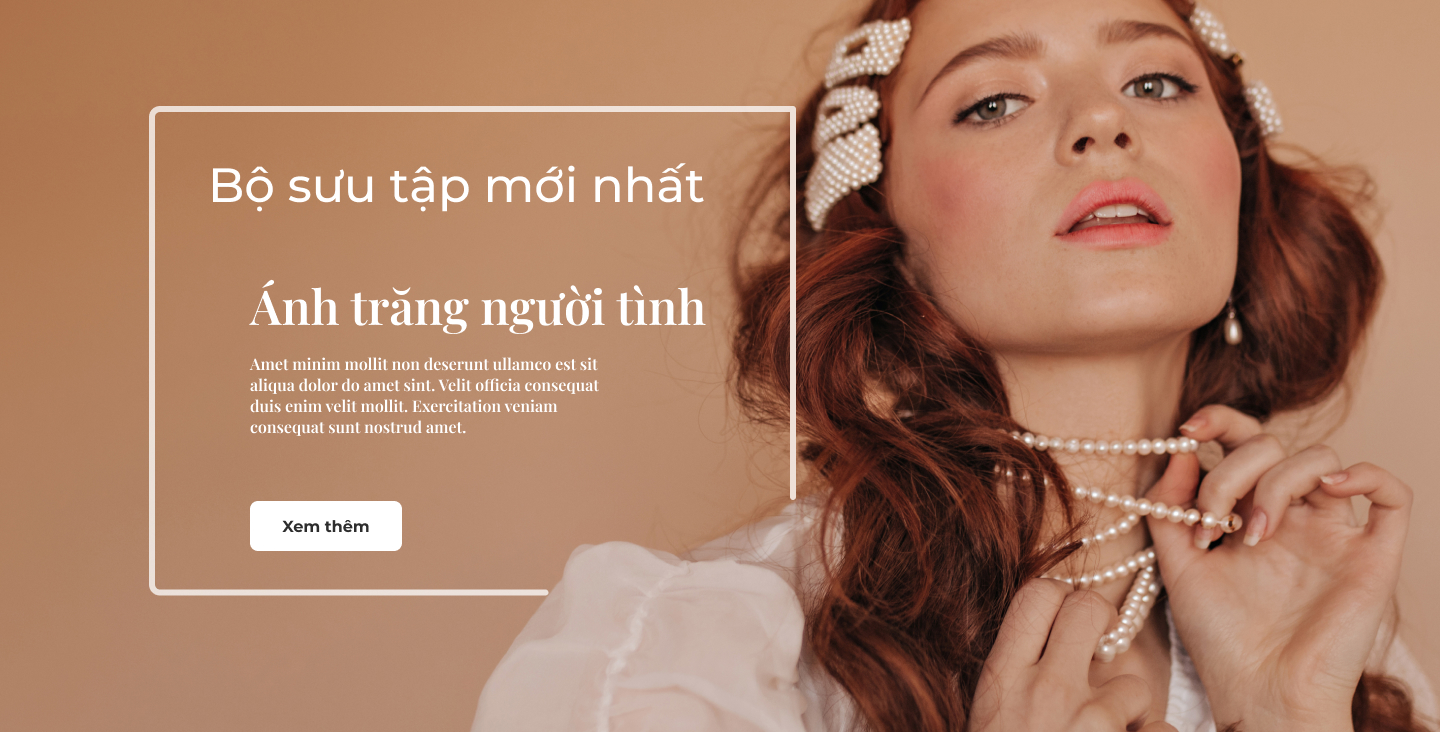 Bộ sưu tập mới nhất
Ánh trăng người tình
Amet minim mollit non deserunt ullamco est sit
aliqua dolor do amet sint. Velit officia consequat
duis enim velit mollit. Exercitation veniam
consequat sunt nostrud amet.
Xem thêm